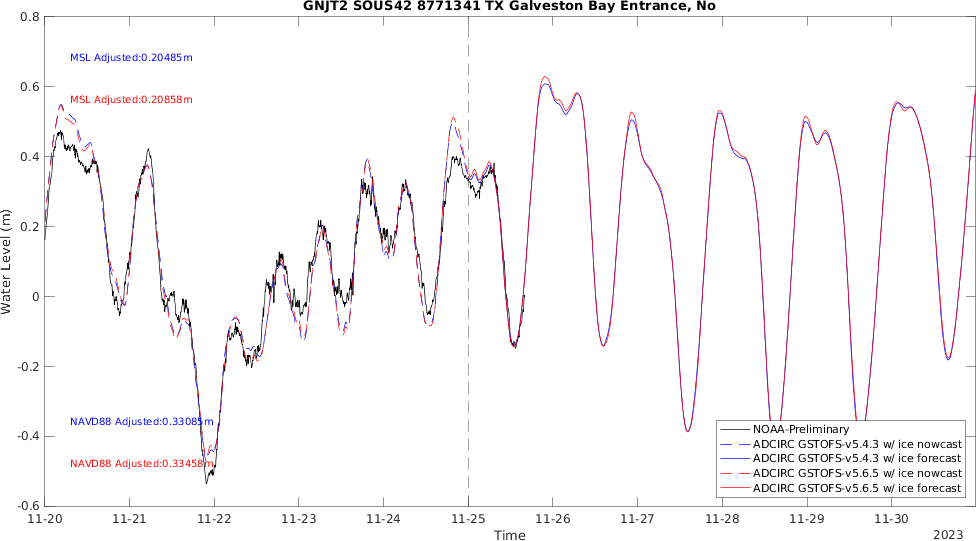 GNJT2 SOUS42 8771341 TX Galveston Bay Entrance, No
0.8
MSL Adjusted:0.20485m
0.6
MSL Adjusted:0.20858m
0.4
0.2
Water Level (m)
0
-0.2
NAVD88 Adjusted:0.33085m
-0.4
NAVD88 Adjusted:0.33458m
-0.6
NOAA-Preliminary
ADCIRC GSTOFS-v5.4.3 w/ ice nowcast
ADCIRC GSTOFS-v5.4.3 w/ ice forecast
ADCIRC GSTOFS-v5.6.5 w/ ice nowcast
ADCIRC GSTOFS-v5.6.5 w/ ice forecast
11-20 11-21 11-22 11-23 11-24 11-25 11-26 11-27 11-28 11-29 11-30
Time
2023